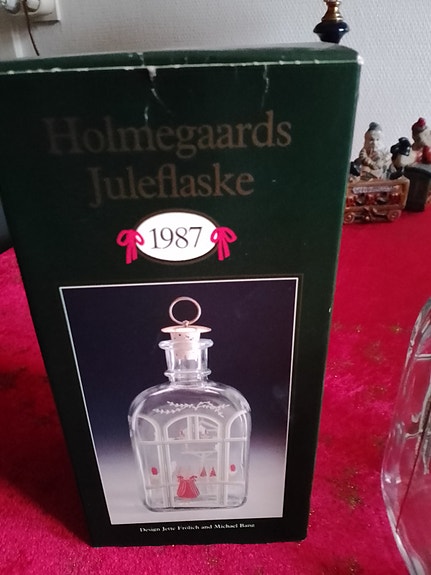 Holmegaards
Juleflaske
1987
Design Jette Frölich and Michael Bang